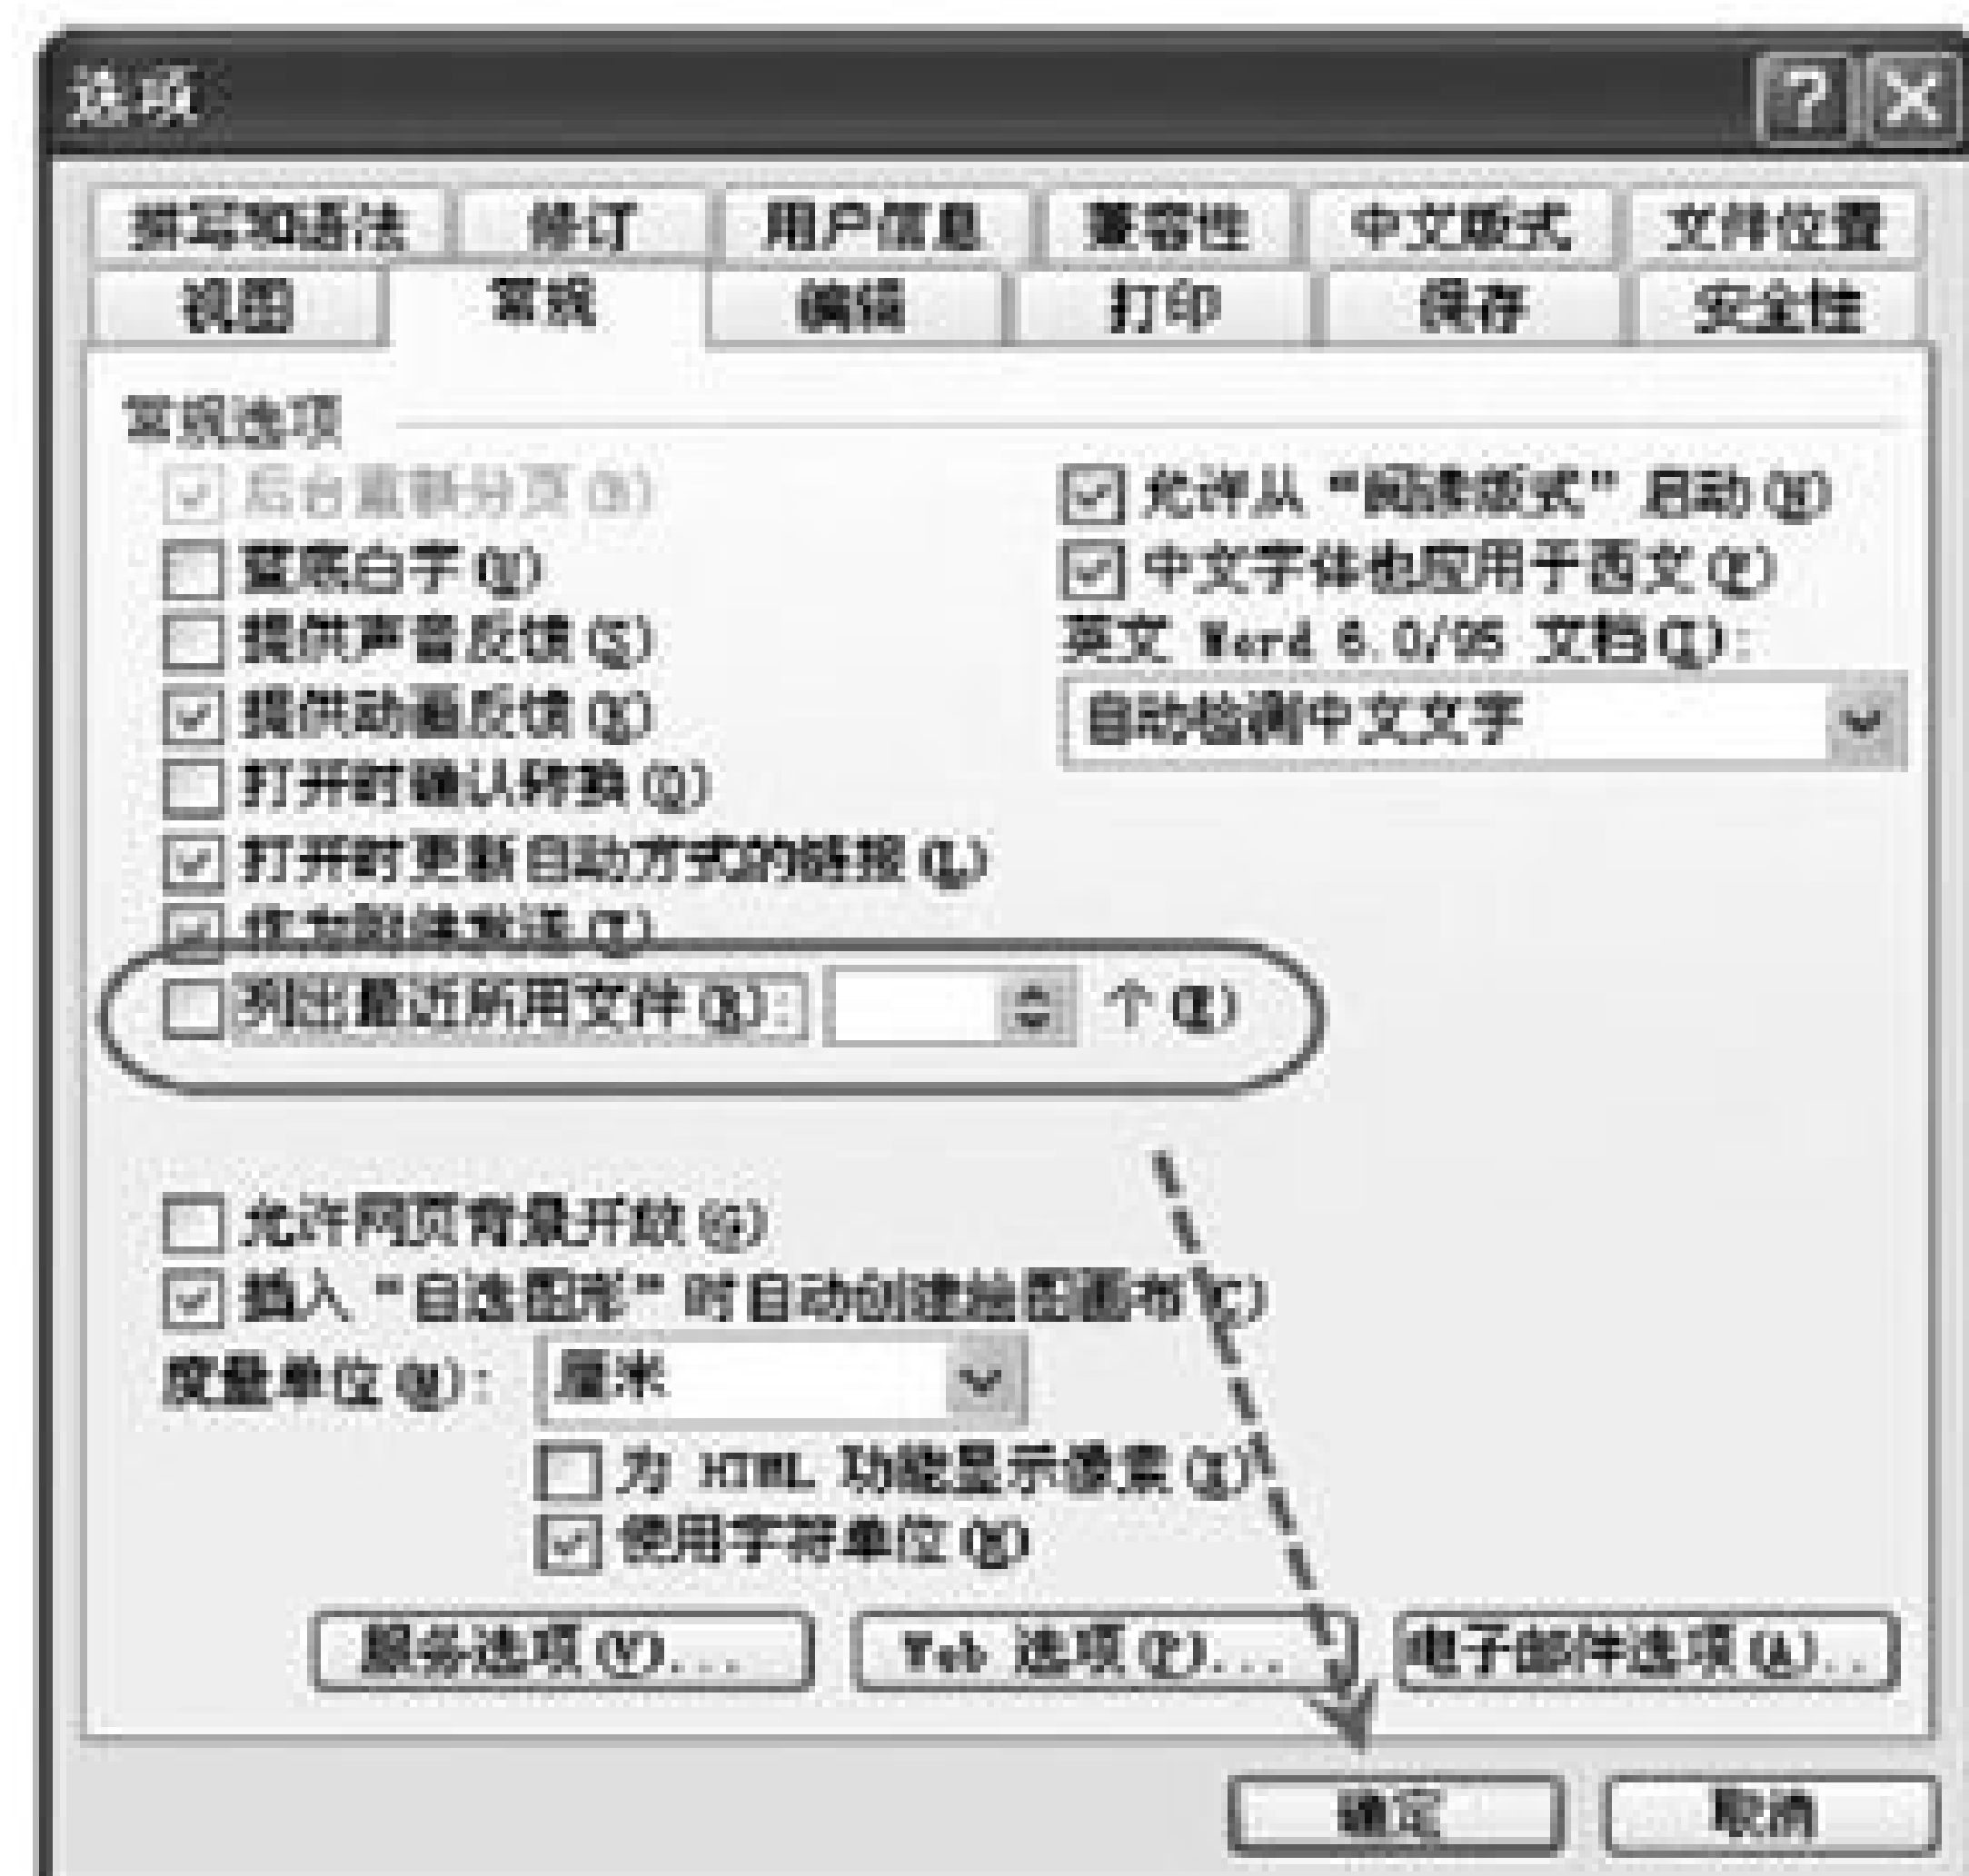 选项
拼写和语法 修订 用户信息 兼容性 中文版式 文件位置
视图 常规 编辑 打印 保存 安全性
常规选项
后台重新分页(B) 允许从“阅读版式”启动(W)
蓝底白字(U) 中文字体也应用于西文(F)
提供声音反馈(S) 英文 Word 6.0/95 文档(I):
提供动画反馈(K) 自动检测中文文字
打开时确认转换(O)
打开时更新自动方式的链接(L)
作为附件发送(T)
列出最近所用文件(R): 个(E)
允许网页背景开放(G)
插入“自选图形”时自动创建绘图画布(C)
度量单位(M): 厘米
为 HTML 功能显示像素(X)
使用字符单位(H)
服务选项(V)... Web 选项(P)... 电子邮件选项(A)..
确定 取消